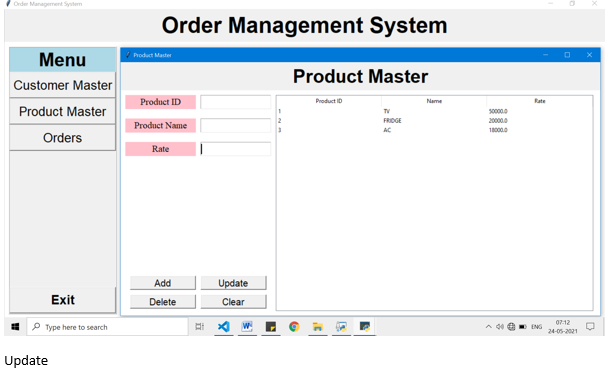 Order Management System
Order Management System
Menu
Customer Master
Product Master
Orders
Exit
Product Master
Product Master
Product ID
Product Name
Rate
Add Update
Delete Clear
Product ID Name Rate
1 TV 50000.0
2 FRIDGE 20000.0
3 AC 18000.0
Type here to search
ENG
07:12
24-05-2021
Update